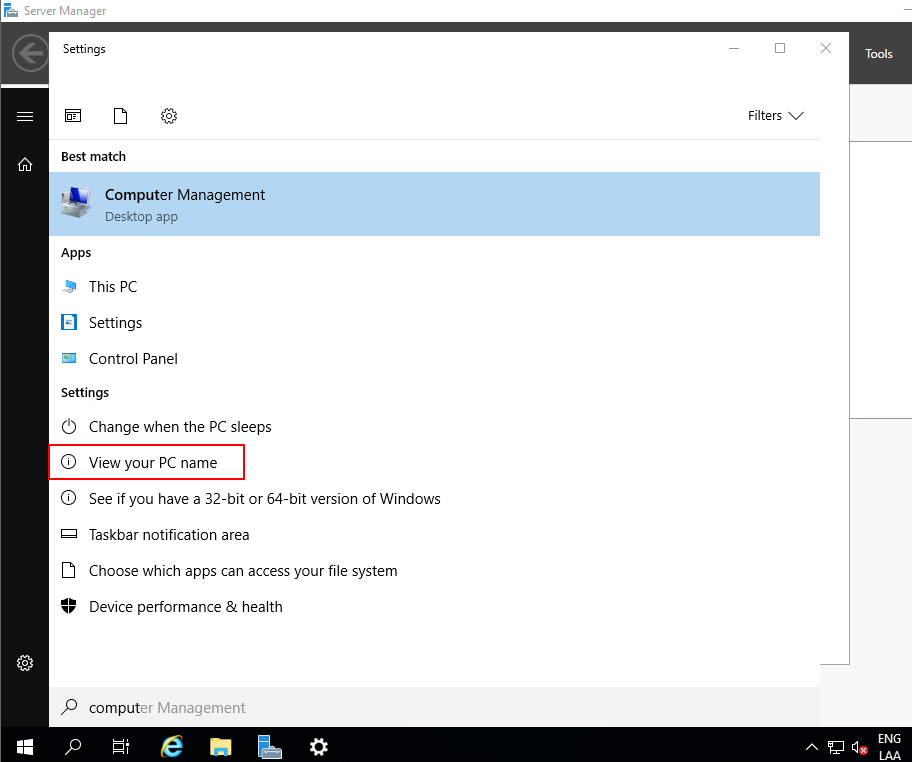 Server Manager
Settings
Tools
Filters
Best match
Computer Management
Desktop app
Apps
This PC
Settings
Control Panel
Settings
Change when the PC sleeps
View your PC name
See if you have a 32-bit or 64-bit version of Windows
Taskbar notification area
Choose which apps can access your file system
Device performance & health
computer Management
ENG
LAA